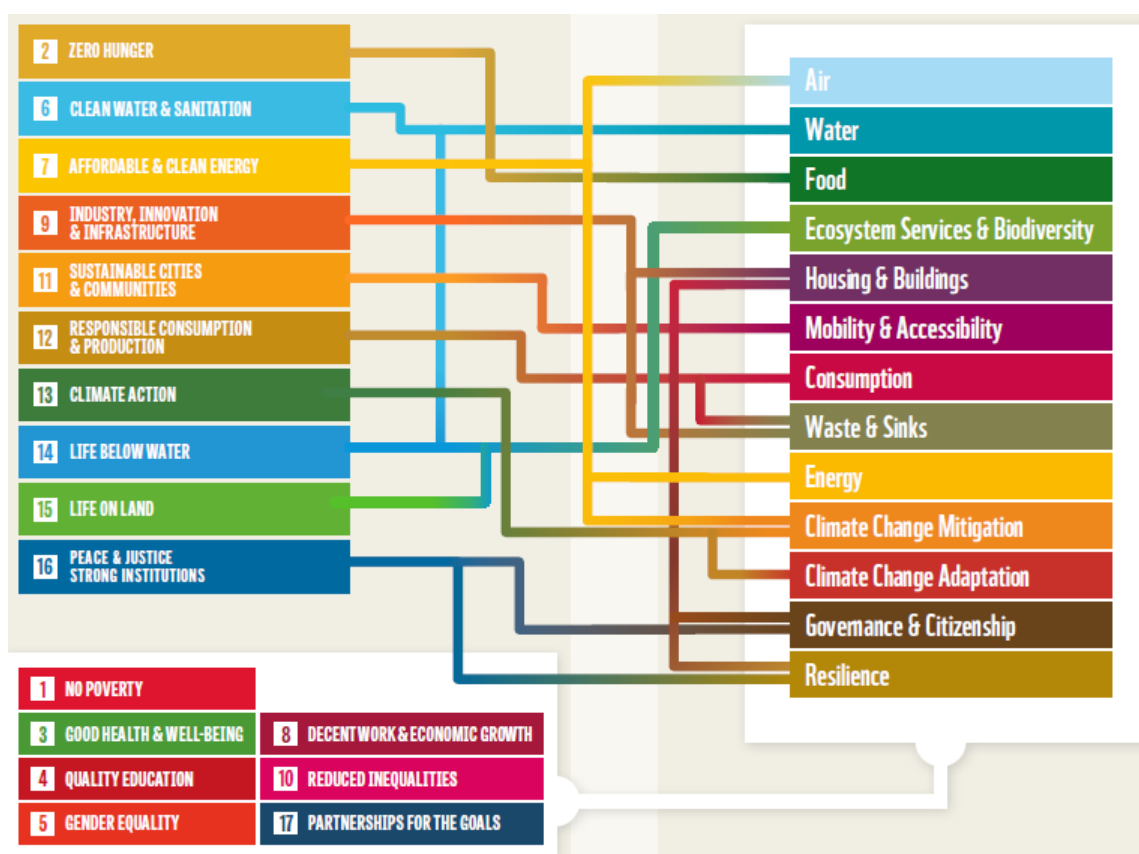 2 ZERO HUNGER
6 CLEAN WATER & SANITATION
7 AFFORDABLE & CLEAN ENERGY
9 INDUSTRY, INNOVATION
& INFRASTRUCTURE
11 SUSTAINABLE CITIES
& COMMUNITIES
12 RESPONSIBLE CONSUMPTION
& PRODUCTION
13 CLIMATE ACTION
14 LIFE BELOW WATER
15 LIFE ON LAND
16 PEACE & JUSTICE
STRONG INSTITUTIONS
Air
Water
Food
Ecosystem Services & Biodiversity
Housing & Buildings
Mobility & Accessibility
Consumption
Waste & Sinks
Energy
Climate Change Mitigation
Climate Change Adaptation
Governance & Citizenship
Resilience
1 NO POVERTY
3 GOOD HEALTH & WELL-BEING
4 QUALITY EDUCATION
5 GENDER EQUALITY
8 DECENT WORK & ECONOMIC GROWTH
10 REDUCED INEQUALITIES
17 PARTNERSHIPS FOR THE GOALS